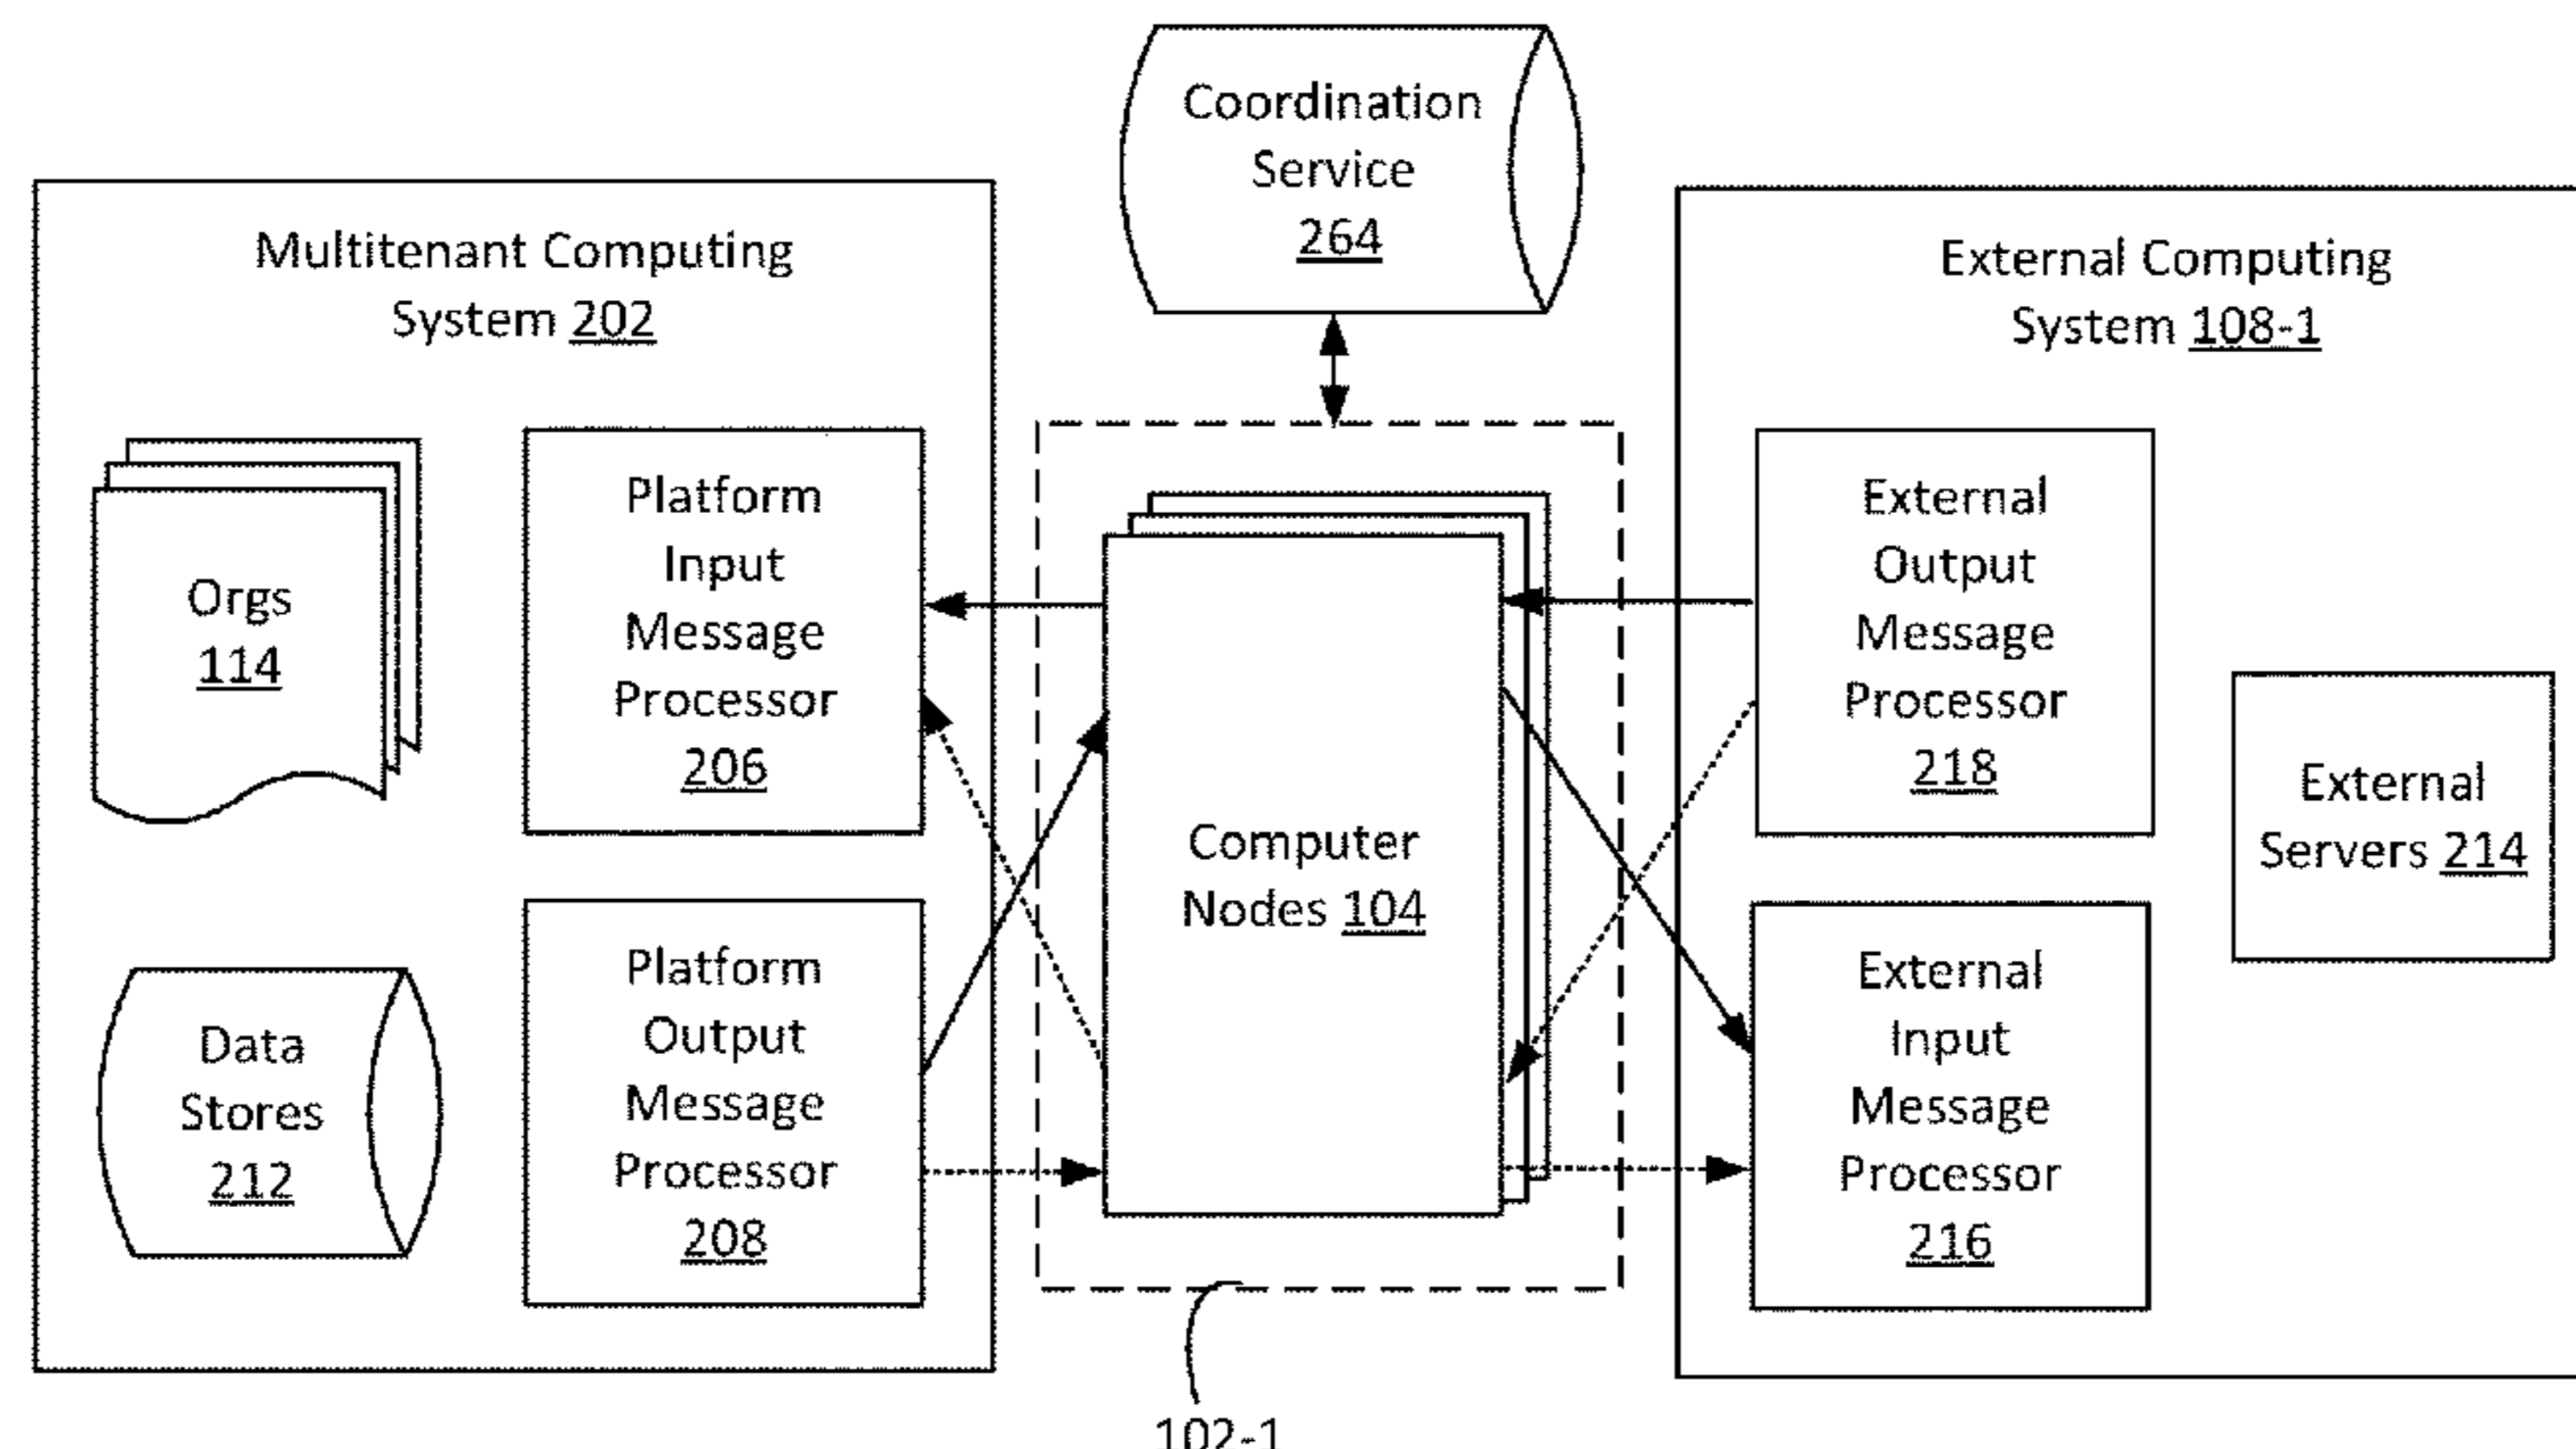 Coordination
Service
264
Multitenant Computing
System 202
External Computing
System 108-1
Orgs
114
Platform
Input
Message
Processor
206
External
Output
Message
Processor
218
Computer
Nodes 104
External
Servers 214
Data
Stores
212
Platform
Output
Message
Processor
208
External
Input
Message
Processor
216
102-1